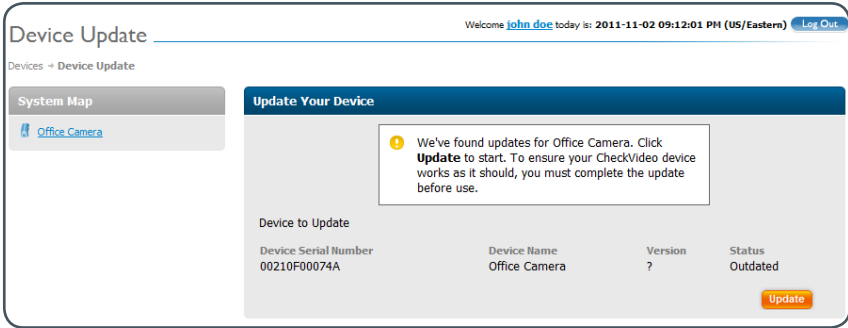 Welcome john doe today is: 2011-11-02 09:12:01 PM (US/Eastern) Log Out
Device Update
Devices → Device Update
System Map
Office Camera
Update Your Device
We've found updates for Office Camera. Click
Update to start. To ensure your CheckVideo device
works as it should, you must complete the update
before use.
Device to Update
Device Serial Number Device Name Version Status
00210F00074A Office Camera ? Outdated
Update